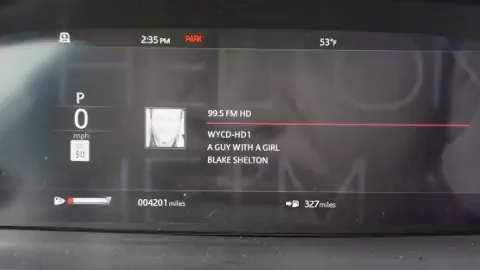 2:35 PM PARK 53°F
P
0
mph
50
99.5 FM HD
WYCD-HD1
A GUY WITH A GIRL
BLAKE SHELTON
004201 miles
327 miles